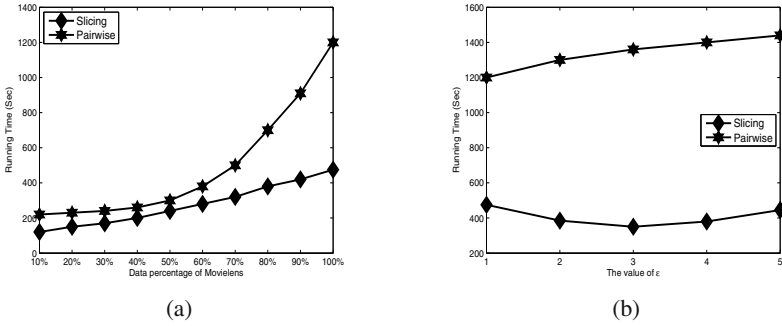 1400
1200
1000
800
600
400
200
0
Running Time (Sec)
Slicing
Pairwise
10% 20% 30% 40% 50% 60% 70% 80% 90% 100%
Data percentage of Movielens
(a)
1600
1400
1200
1000
800
600
400
200
Running Time (Sec)
Slicing
Pairwise
1 2 3 4 5
The value of ε
(b)